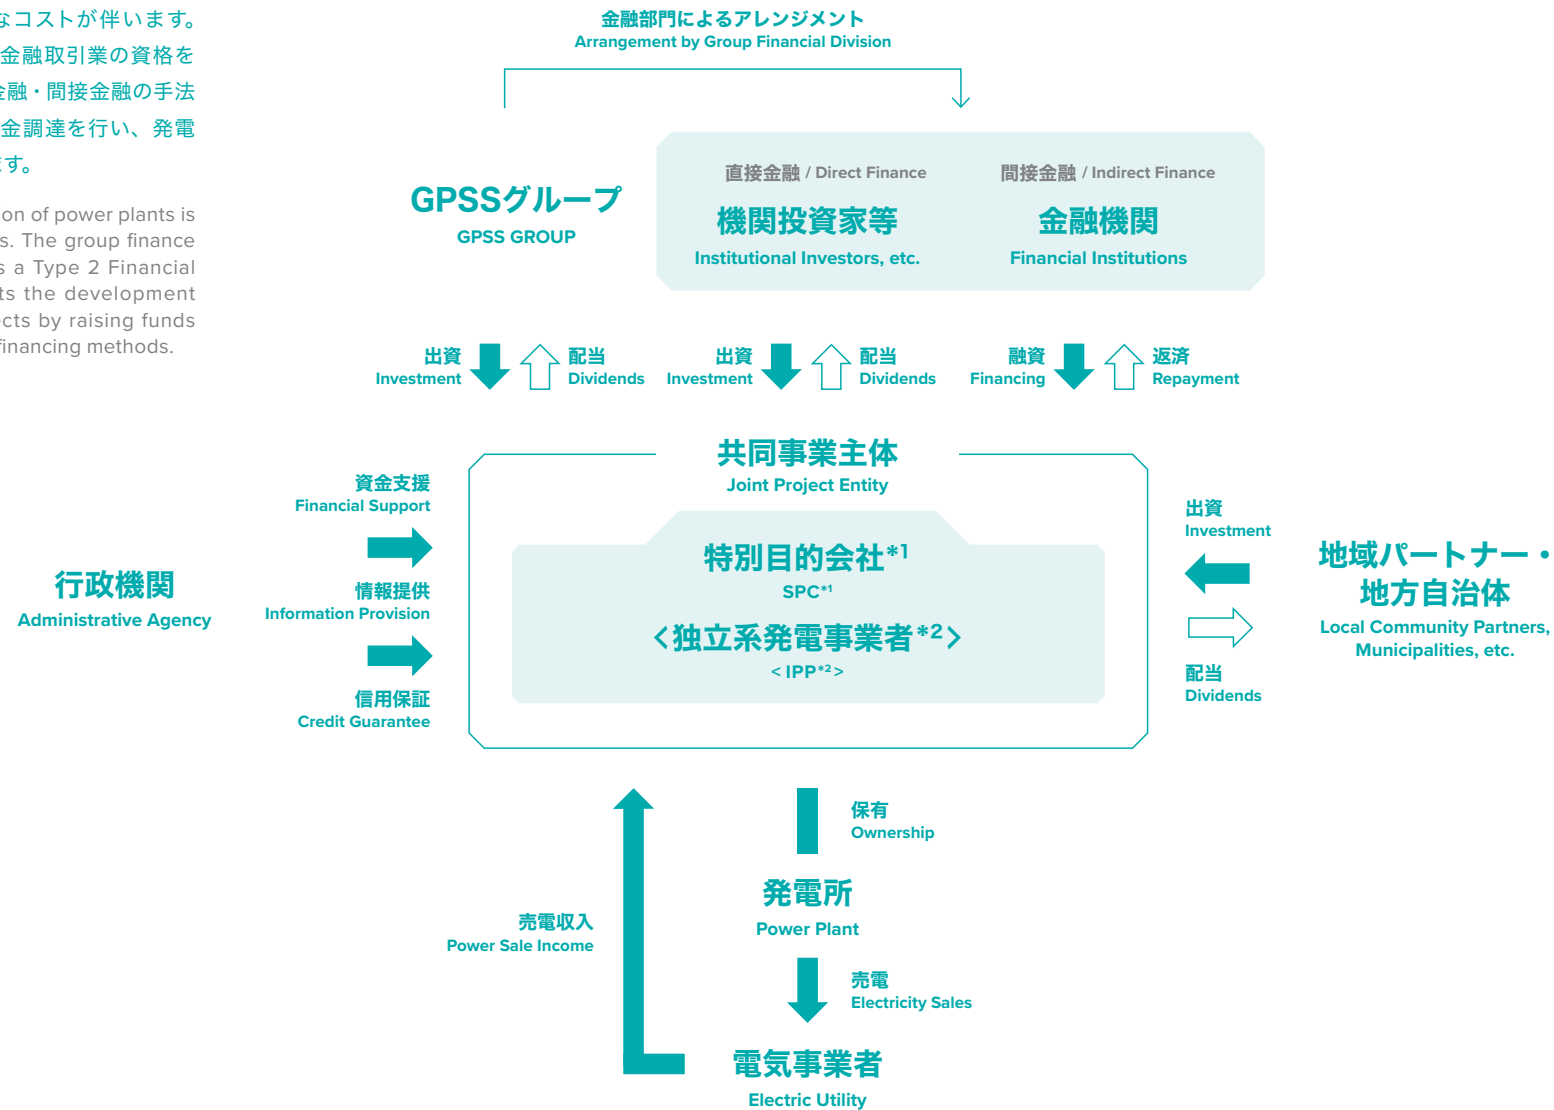 なコストが伴います。
金融取引業の資格を
金融・間接金融の手法
金調達を行い、発電
ます。
on of power plants is
s. The group finance
s a Type 2 Financial
ts the development
ects by raising funds
financing methods.
金融部門によるアレンジメント
Arrangement by Group Financial Division
GPSSグループ
GPSS GROUP
直接金融 / Direct Finance
機関投資家等
Institutional Investors, etc.
間接金融 / Indirect Finance
金融機関
Financial Institutions
出資
Investment
配当
Dividends
出資
Investment
配当
Dividends
融資
Financing
返済
Repayment
共同事業主体
Joint Project Entity
資金支援
Financial Support
情報提供
Information Provision
信用保証
Credit Guarantee
行政機関
Administrative Agency
特別目的会社*1
SPC*1
<独立系発電事業者*2>
< IPP*2 >
出資
Investment
配当
Dividends
地域パートナー・
地方自治体
Local Community Partners,
Municipalities, etc.
保有
Ownership
発電所
Power Plant
売電収入
Power Sale Income
売電
Electricity Sales
電気事業者
Electric Utility